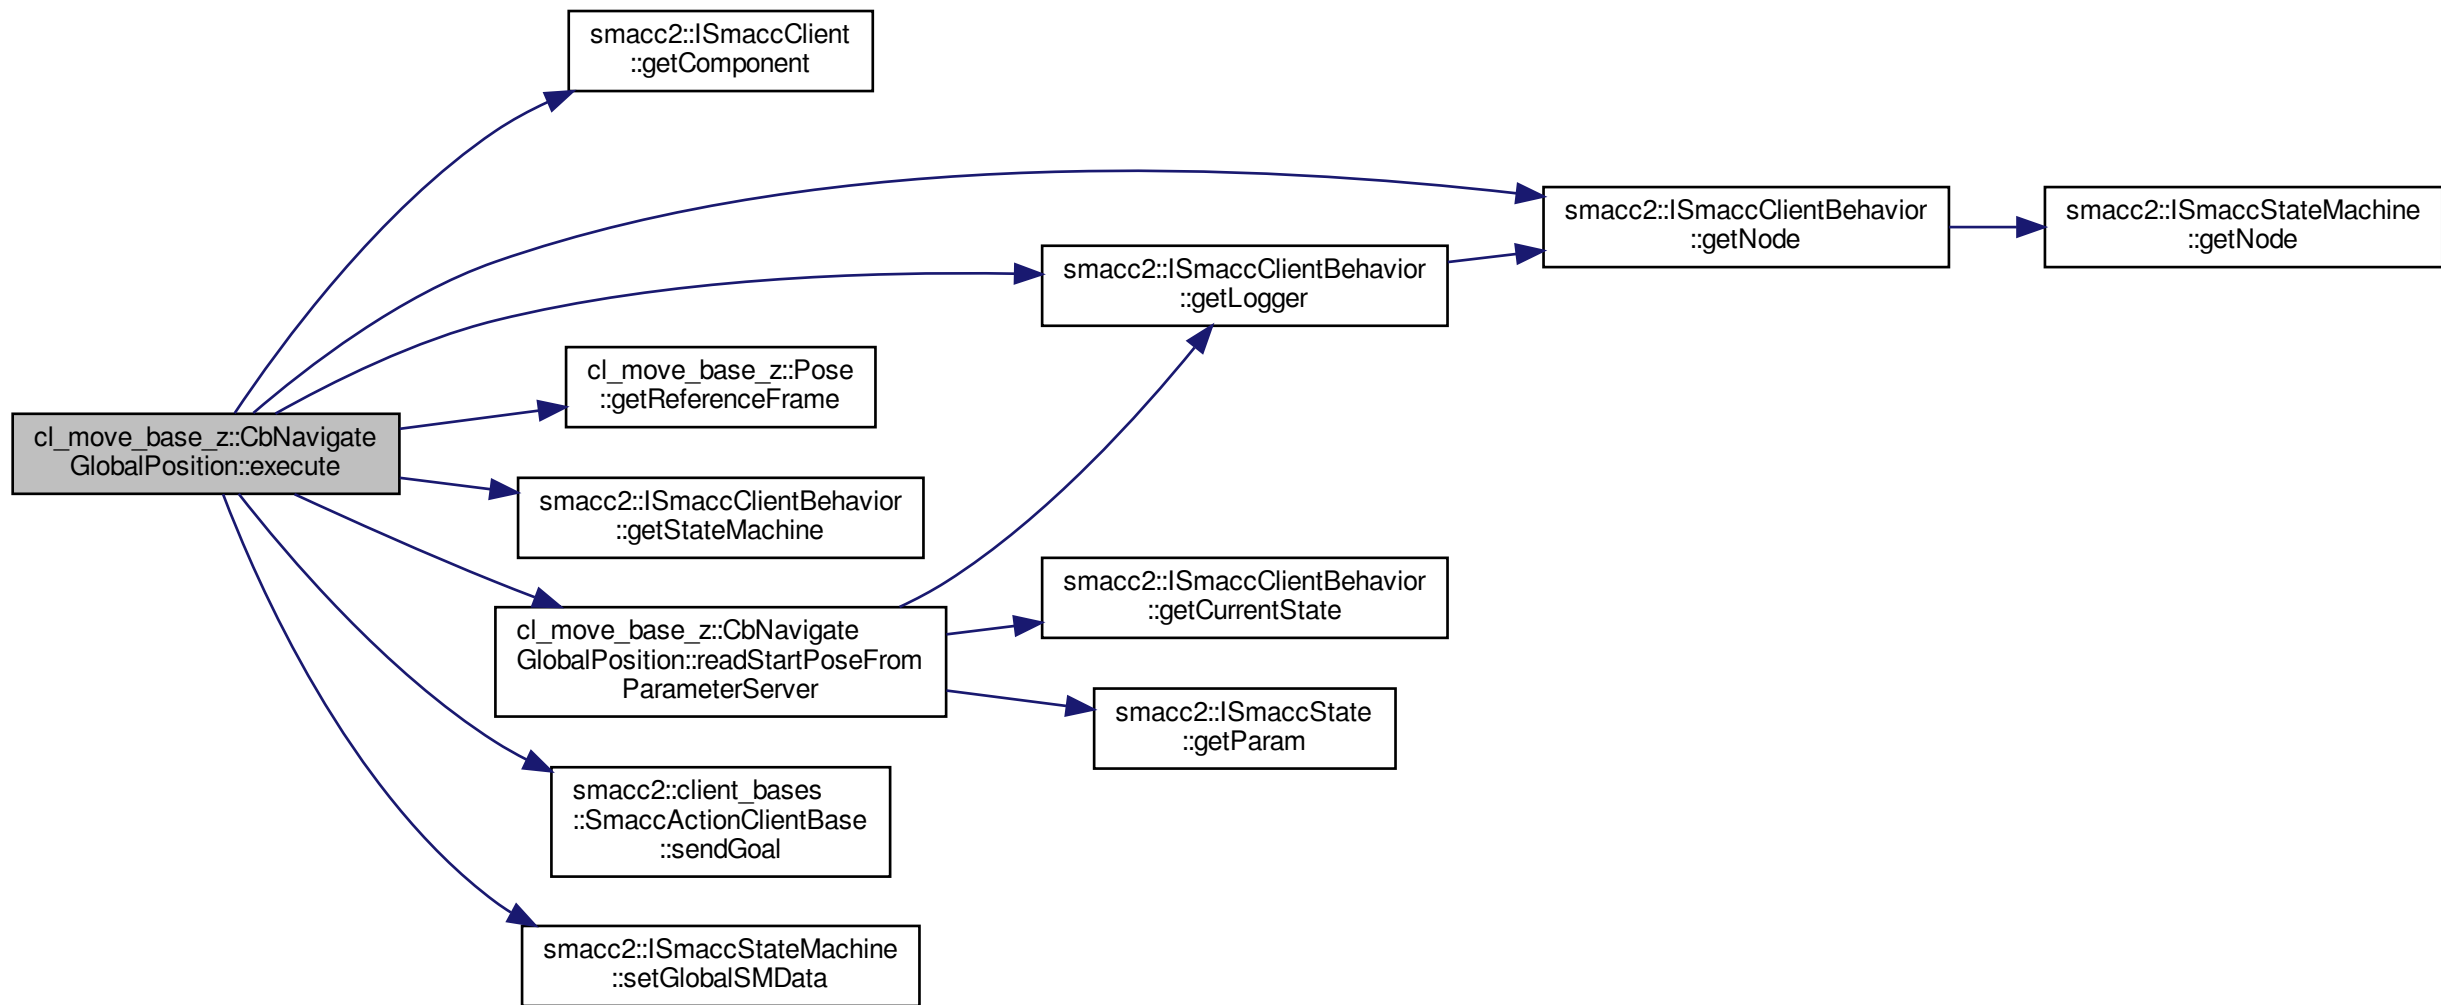 smacc2::ISmaccClient
::getComponent
smacc2::ISmaccClientBehavior
::getNode
smacc2::ISmaccStateMachine
::getNode
smacc2::ISmaccClientBehavior
::getLogger
cl_move_base_z::Pose
::getReferenceFrame
cl_move_base_z::CbNavigate
GlobalPosition::execute
smacc2::ISmaccClientBehavior
::getStateMachine
smacc2::ISmaccClientBehavior
::getCurrentState
cl_move_base_z::CbNavigate
GlobalPosition::readStartPoseFrom
ParameterServer
smacc2::ISmaccState
::getParam
smacc2::client_bases
::SmaccActionClientBase
::sendGoal
smacc2::ISmaccStateMachine
::setGlobalSMData